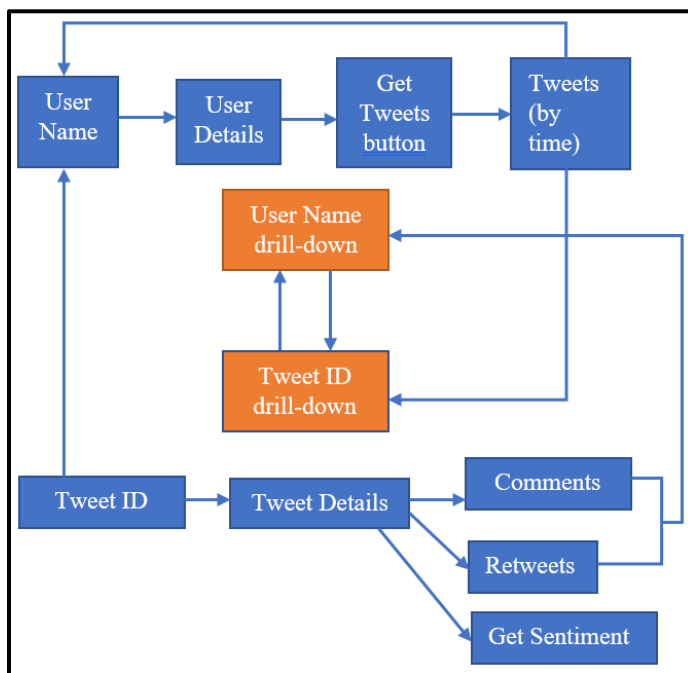 User
Name
User
Details
Get
Tweets
button
Tweets
(by
time)
User Name
drill-down
Tweet ID
drill-down
Tweet ID
Tweet Details
Comments
Retweets
Get Sentiment